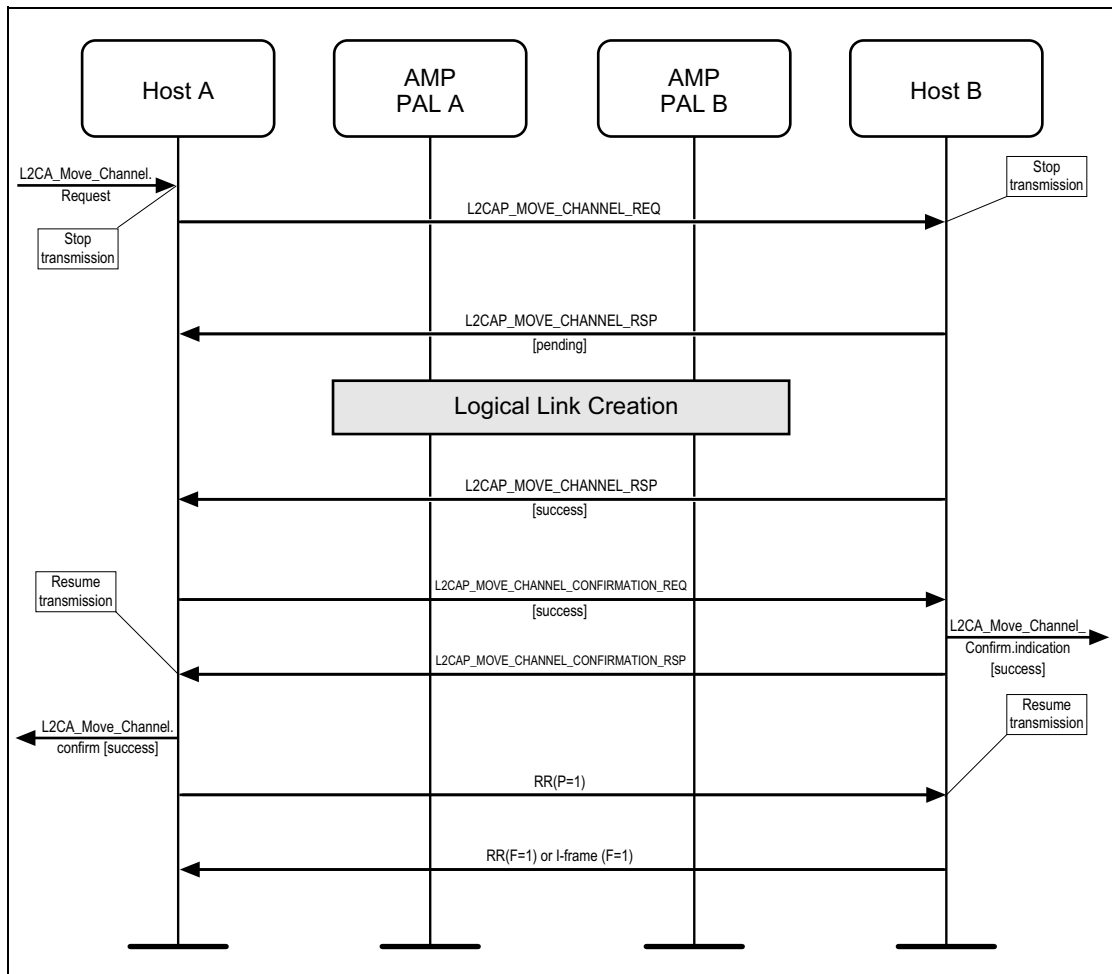 Host A
AMP
PAL A
AMP
PAL B
Host B
L2CA_Move_Channel.
Request
Stop
transmission
L2CAP_MOVE_CHANNEL_REQ
Stop
transmission
L2CAP_MOVE_CHANNEL_RSP
[pending]
Logical Link Creation
L2CAP_MOVE_CHANNEL_RSP
[success]
Resume
transmission
L2CAP_MOVE_CHANNEL_CONFIRMATION_REQ
[success]
L2CA_Move_Channel_
Confirm.indication
[success]
L2CAP_MOVE_CHANNEL_CONFIRMATION_RSP
Resume
transmission
L2CA_Move_Channel.
confirm [success]
RR(P=1)
RR(F=1) or I-frame (F=1)